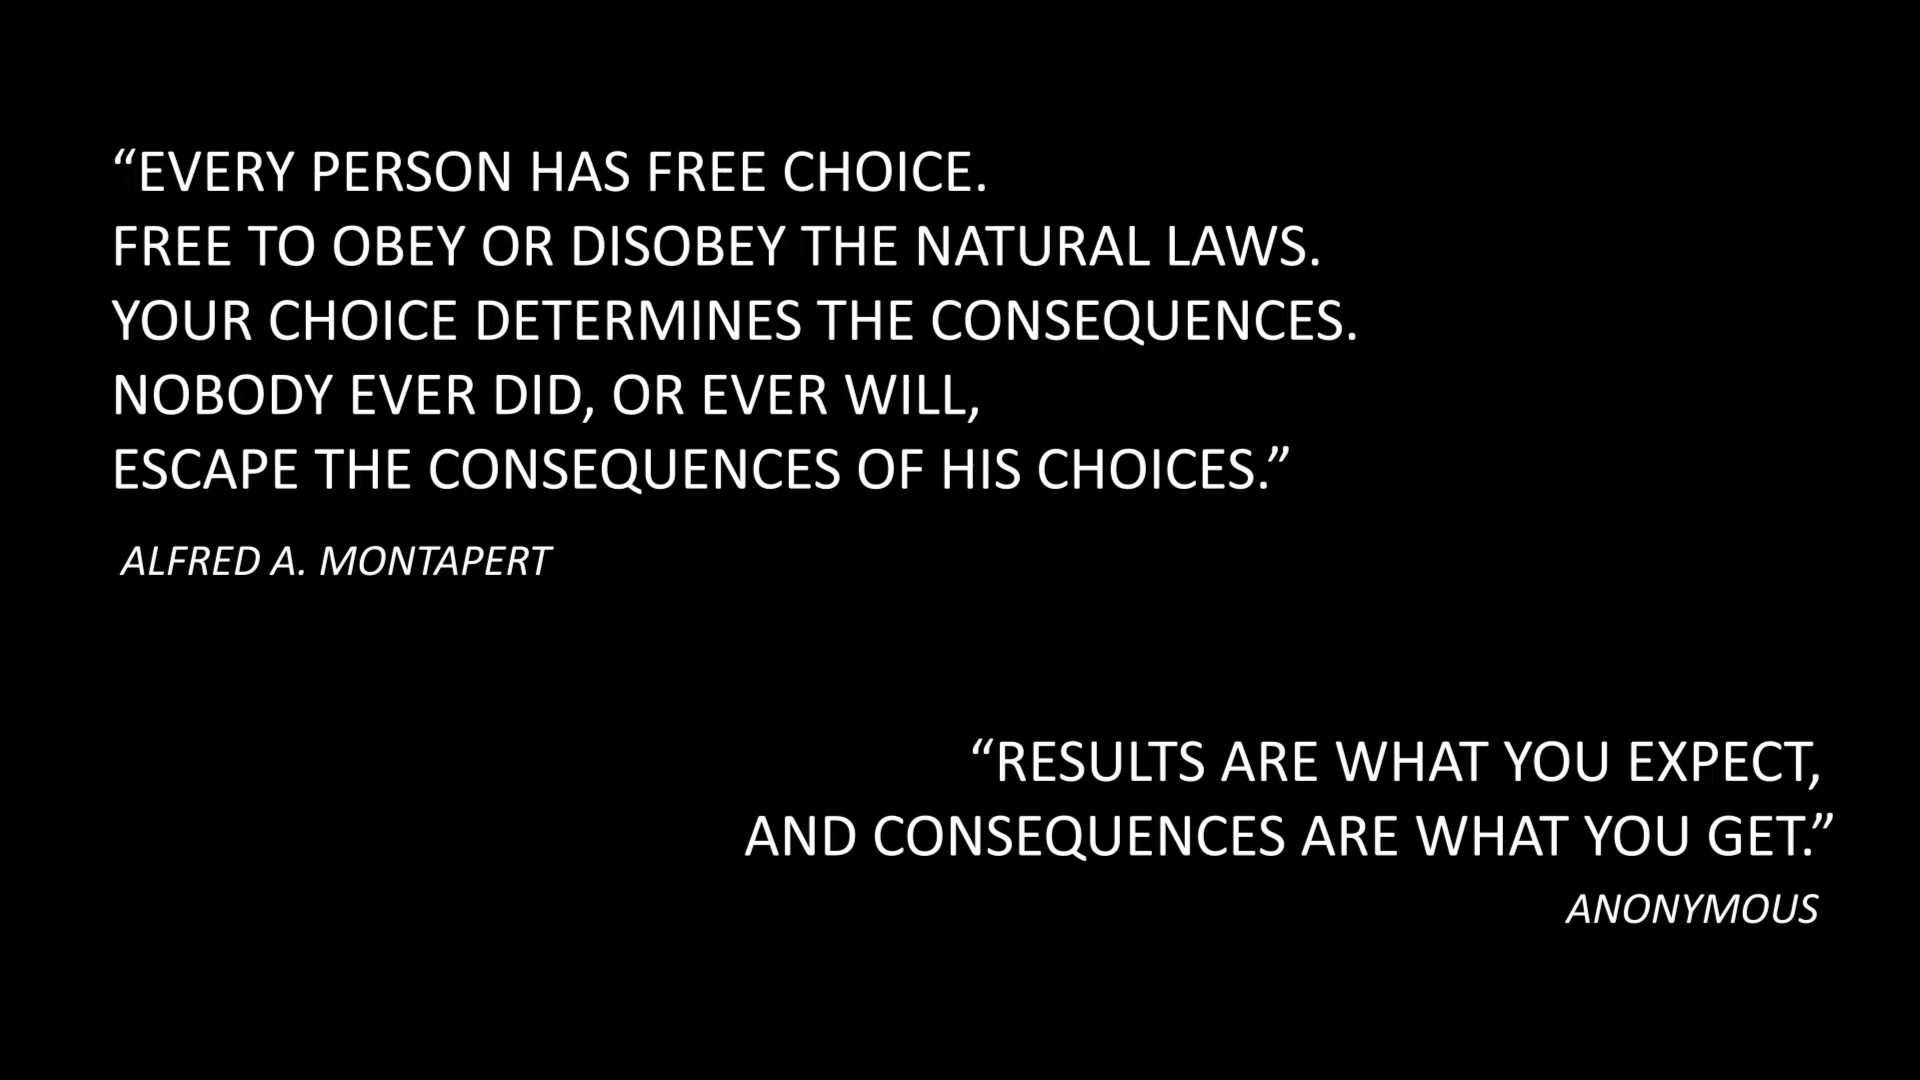 “EVERY PERSON HAS FREE CHOICE.
FREE TO OBEY OR DISOBEY THE NATURAL LAWS.
YOUR CHOICE DETERMINES THE CONSEQUENCES.
NOBODY EVER DID, OR EVER WILL,
ESCAPE THE CONSEQUENCES OF HIS CHOICES.”
ALFRED A. MONTAPERT
“RESULTS ARE WHAT YOU EXPECT,
AND CONSEQUENCES ARE WHAT YOU GET.”
ANONYMOUS